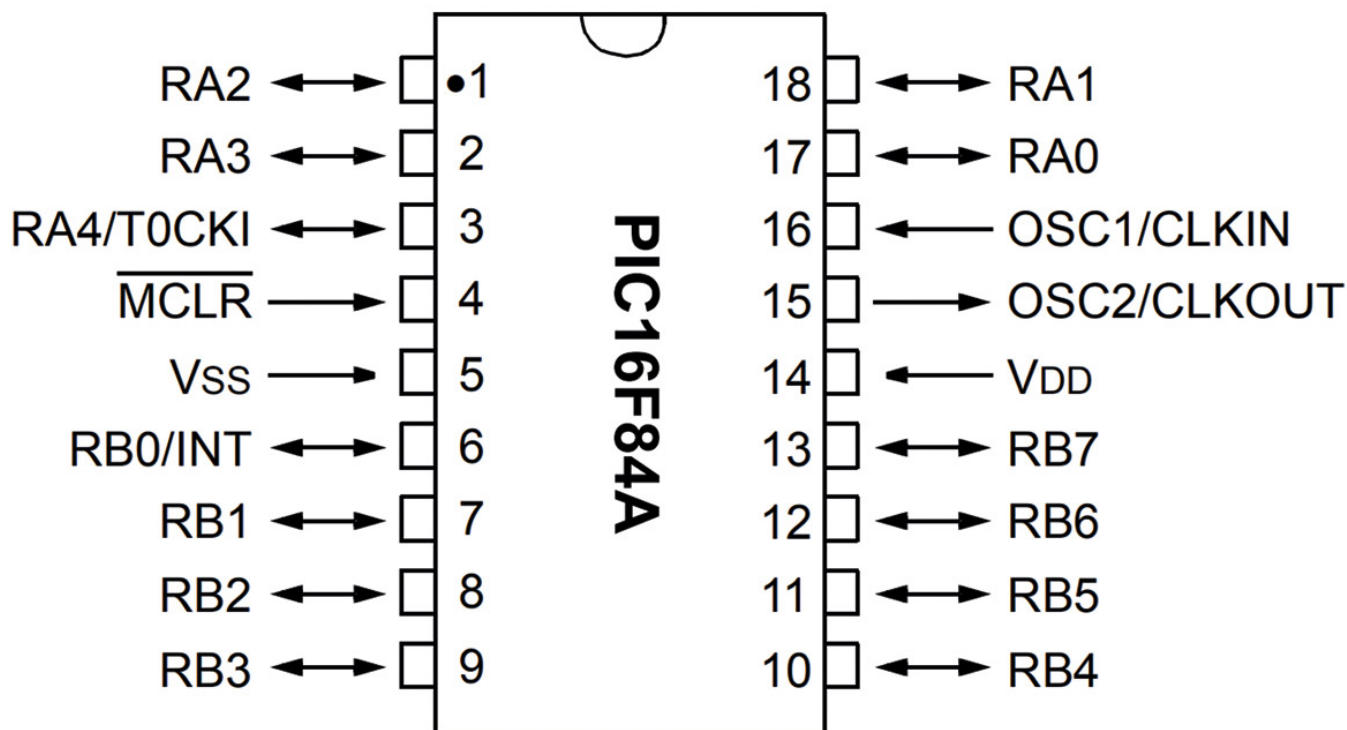 RA2 •1 18 RA1
RA3 2 17 RA0
RA4/T0CKI 3 16 OSC1/CLKIN
MCLR 4 15 OSC2/CLKOUT
VSS 5 14 VDD
RB0/INT 6 13 RB7
RB1 7 12 RB6
RB2 8 11 RB5
RB3 9 10 RB4
PIC16F84A